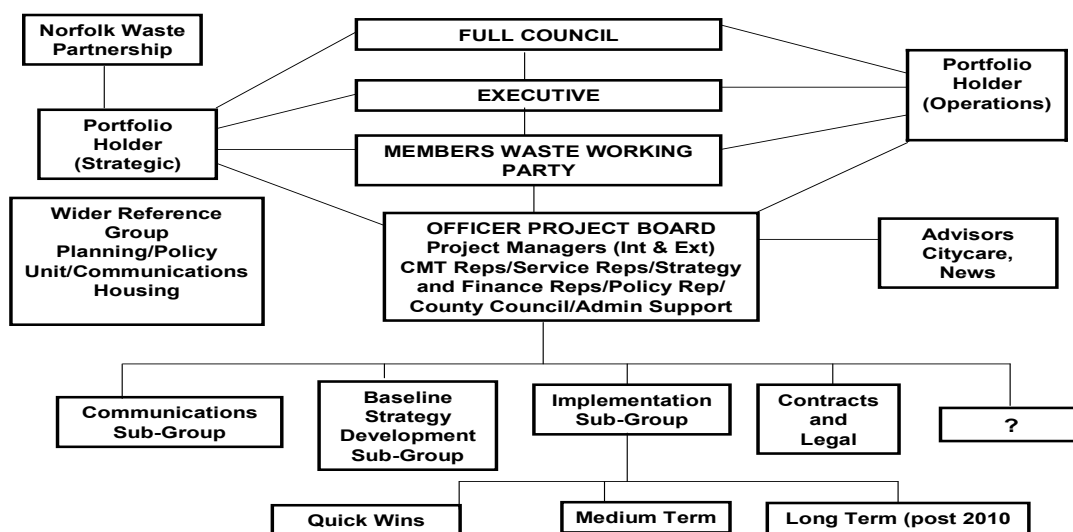 Norfolk Waste
Partnership
FULL COUNCIL
Portfolio
Holder
(Operations)
EXECUTIVE
Portfolio
Holder
(Strategic)
MEMBERS WASTE WORKING
PARTY
Wider Reference
Group
Planning/Policy
Unit/Communications
Housing
OFFICER PROJECT BOARD
Project Managers (Int & Ext)
CMT Reps/Service Reps/Strategy
and Finance Reps/Policy Rep/
County Council/Admin Support
Advisors
Citycare,
News
Communications
Sub-Group
Baseline
Strategy
Development
Sub-Group
Implementation
Sub-Group
Contracts
and
Legal
?
Quick Wins
Medium Term
Long Term (post 2010